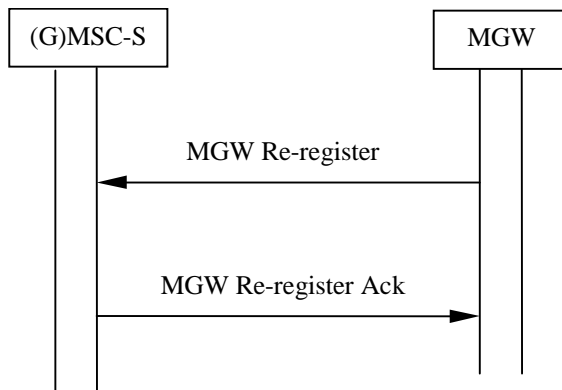 (G)MSC-S
MGW
MGW Re-register
MGW Re-register Ack